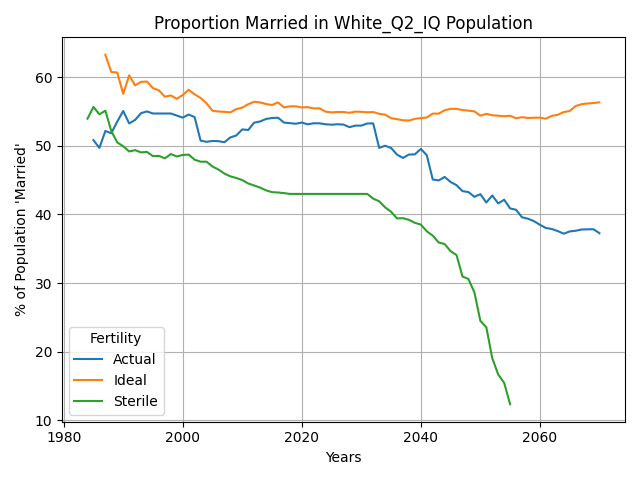 Proportion Married in White_Q2_IQ Population
% of Population 'Married'
60
50
40
30
20
10
Fertility
Actual
Ideal
Sterile
1980 2000 2020 2040 2060
Years